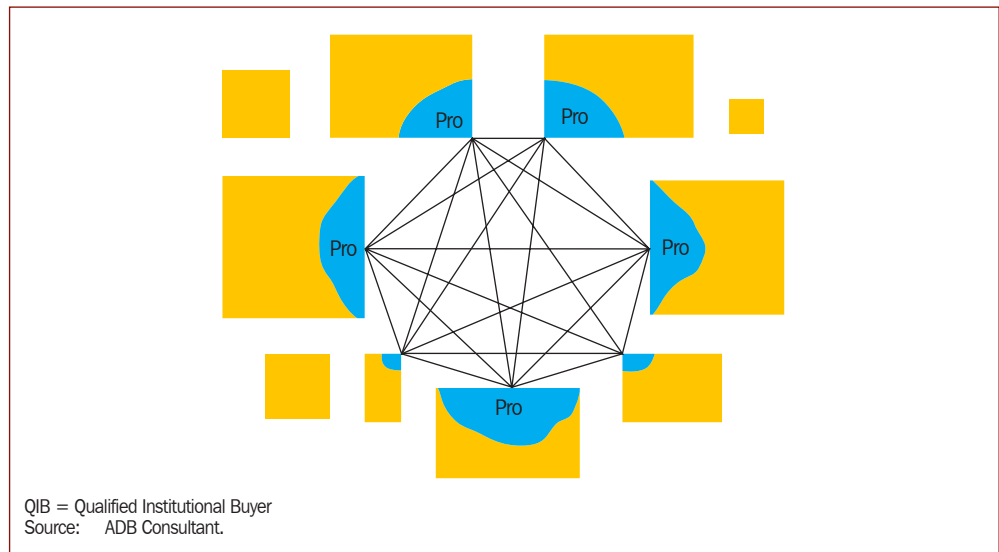 Pro
Pro
Pro
Pro
Pro
QIB = Qualified Institutional Buyer
Source: ADB Consultant.